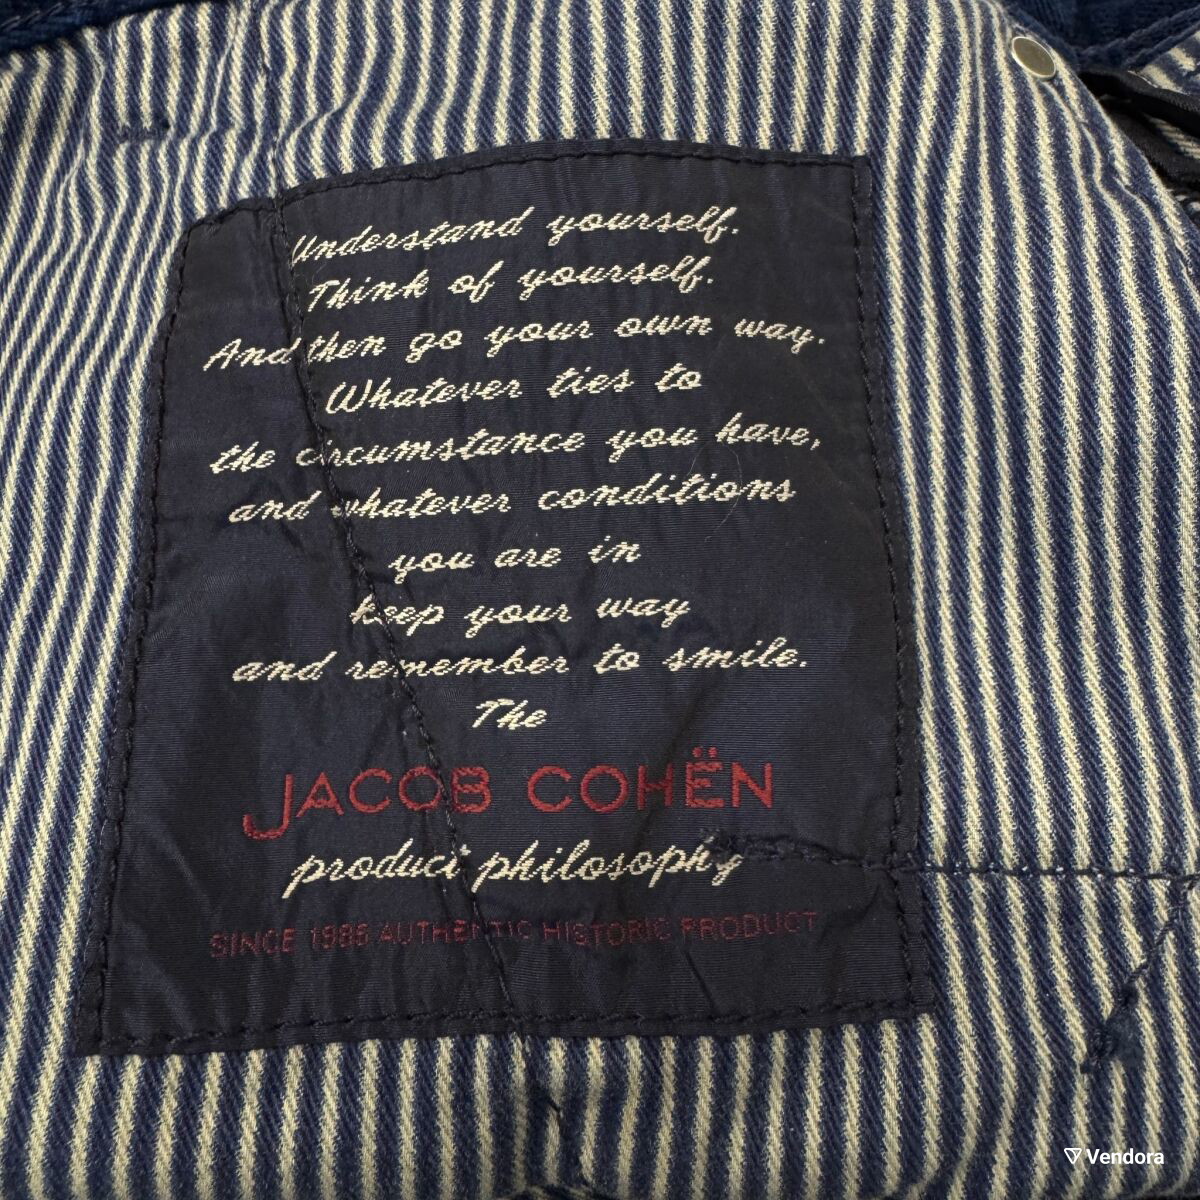 Understand yourself.
Think of yourself.
And then go your own way.
Whatever ties to
the circumstance you have,
and whatever conditions
you are in
keep your way
and remember to smile.
The
JACOB COHËN
product philosophy
SINCE 1985 AUTHENTIC HISTORIC PRODUCT
Vendora